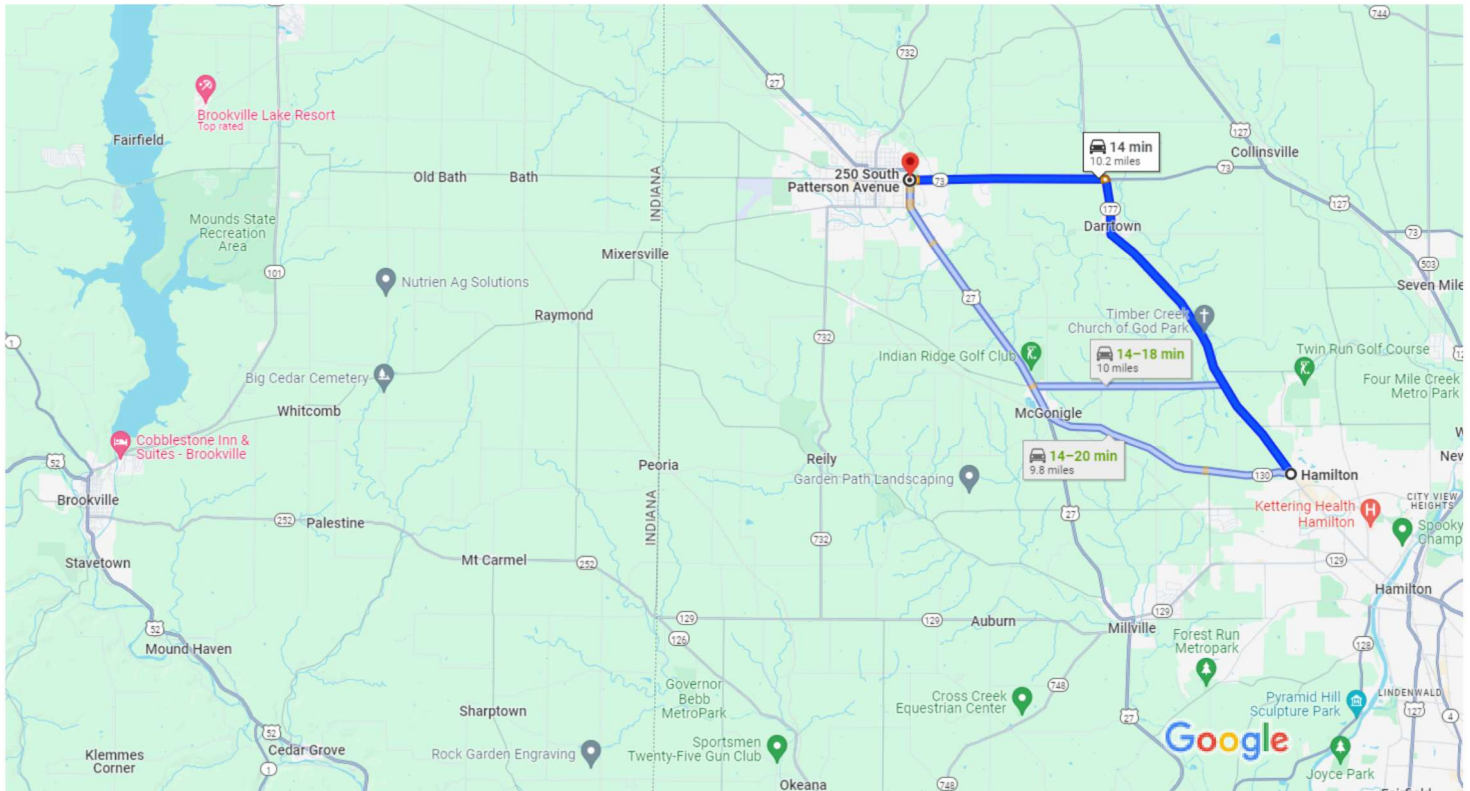 744
732
27
Brookville Lake Resort
Top rated
127
Fairfield
14 min
10.2 miles
Collinsville
73
250 South
Patterson Avenue
73
Old Bath
Bath
INDIANA
177
127
Mounds State
Recreation
Area
Darrtown
73
Mixersville
101
503
Nutrien Ag Solutions
Seven Mile
27
Raymond
Timber Creek
Church of God Park
1
732
Indian Ridge Golf Club
14–18 min
10 miles
Twin Run Golf Course
Big Cedar Cemetery
Four Mile Creek
Metro Park
Whitcomb
McGonigle
Cobblestone Inn &
Suites - Brookville
14–20 min
9.8 miles
52
Peoria
Reily
Garden Path Landscaping
130
Hamilton
Brookville
CITY VIEW
HEIGHTS
Kettering Health
Hamilton
27
252
Palestine
INDIANA
732
Spooky
Champ
Stavetown
Mt Carmel
252
129
Hamilton
129
129
129
Auburn
Millville
52
126
Mound Haven
Forest Run
Metropark
128
Governor
Bebb
MetroPark
748
Cross Creek
Equestrian Center
Pyramid Hill
Sculpture Park
LINDENWALD
Sharptown
127
4
27
52
Cedar Grove
Klemmes
Corner
Rock Garden Engraving
Sportsmen
Twenty-Five Gun Club
Google
1
Joyce Park
Okeana
748